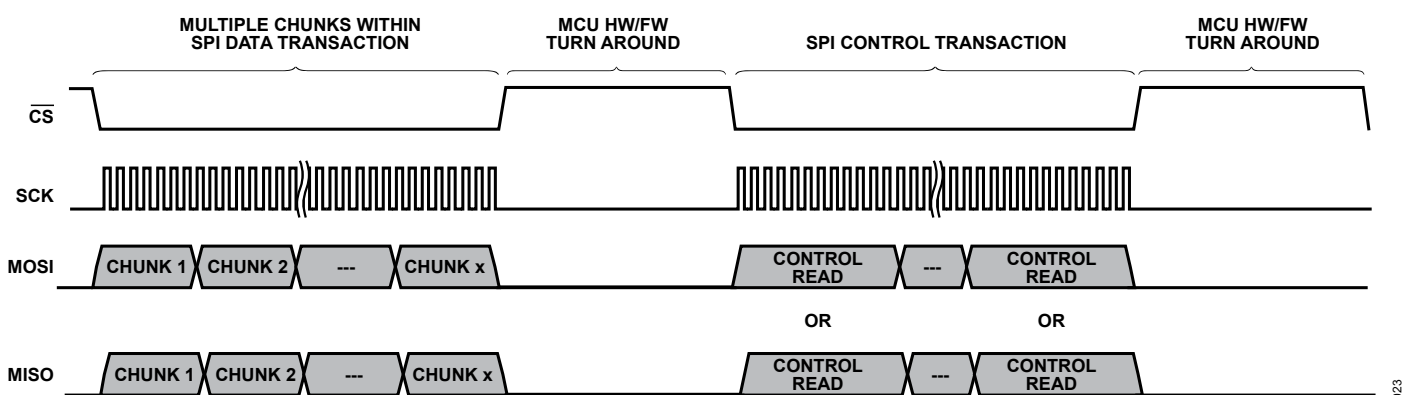 MULTIPLE CHUNKS WITHIN
SPI DATA TRANSACTION
MCU HW/FW
TURN AROUND
SPI CONTROL TRANSACTION
MCU HW/FW
TURN AROUND
CS
SCK
MOSI
CHUNK 1
CHUNK 2
---
CHUNK x
CONTROL
READ
---
CONTROL
READ
OR
OR
MISO
CHUNK 1
CHUNK 2
---
CHUNK x
CONTROL
READ
---
CONTROL
READ